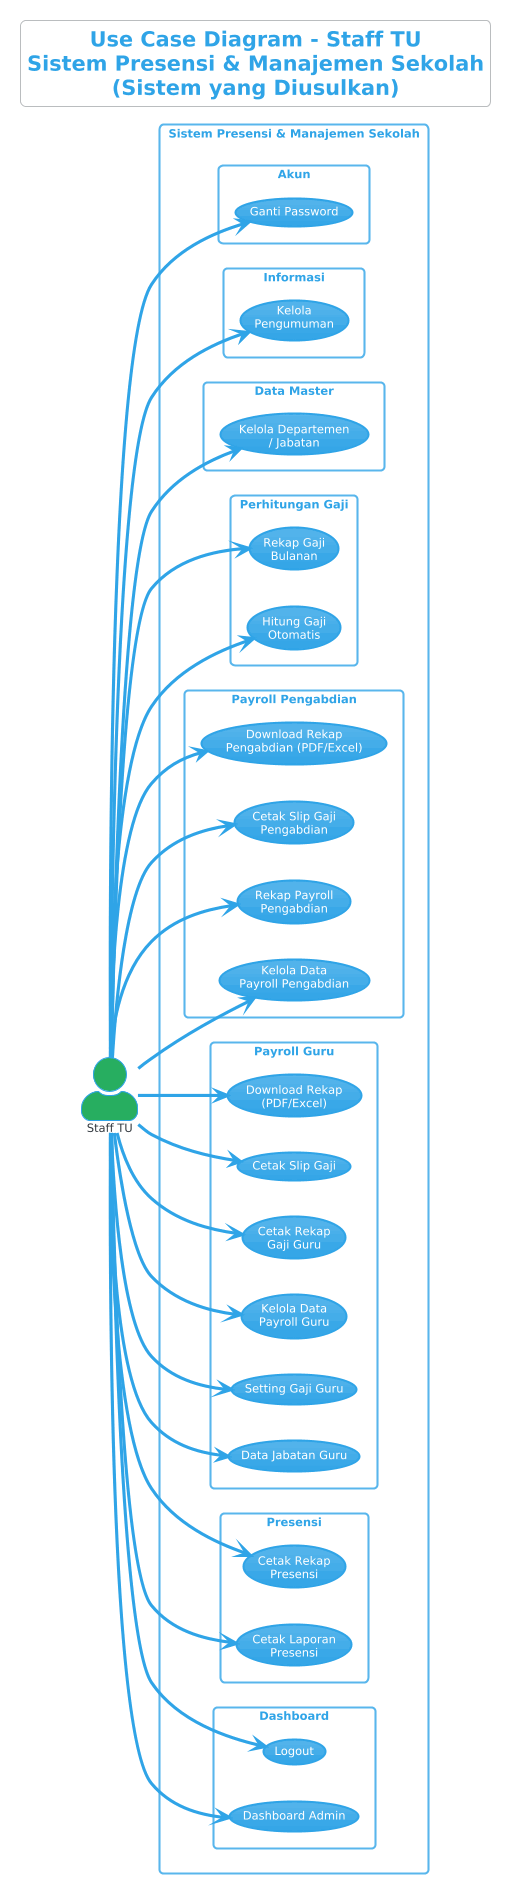 Use Case Diagram - Staff TU
Sistem Presensi & Manajemen Sekolah
(Sistem yang Diusulkan)
Sistem Presensi & Manajemen Sekolah
Akun
Ganti Password
Informasi
Kelola
Pengumuman
Data Master
Kelola Departemen
/ Jabatan
Perhitungan Gaji
Rekap Gaji
Bulanan
Hitung Gaji
Otomatis
Payroll Pengabdian
Download Rekap
Pengabdian (PDF/Excel)
Cetak Slip Gaji
Pengabdian
Rekap Payroll
Pengabdian
Kelola Data
Payroll Pengabdian
Payroll Guru
Download Rekap
(PDF/Excel)
Staff TU
Cetak Slip Gaji
Cetak Rekap
Gaji Guru
Kelola Data
Payroll Guru
Setting Gaji Guru
Data Jabatan Guru
Presensi
Cetak Rekap
Presensi
Cetak Laporan
Presensi
Dashboard
Logout
Dashboard Admin